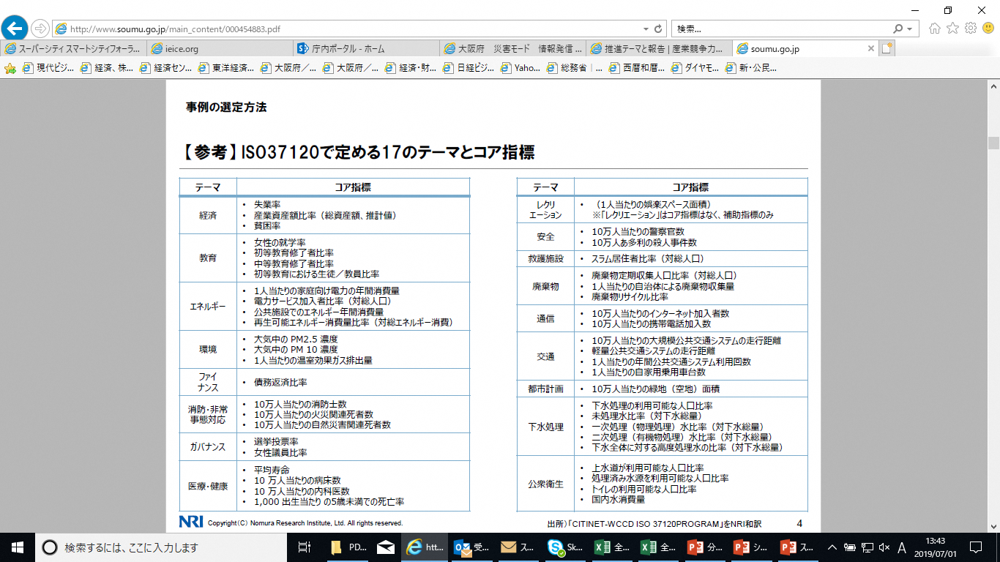 http://www.soumu.go.jp/main_content/000454883.pdf
検索...
スーパーシティ スマートシティフォーラ...
ieice.org
庁内ポータル - ホーム
大阪府　災害モード　情報発信 ...
推進テーマと報告 | 産業競争力...
soumu.go.jp
現代ビジ...
経済、株...
経済セン...
東洋経済...
大阪府／...
大阪府／...
経済・財...
日経ビジ...
Yaho...
総務省｜...
西暦和暦...
ダイヤモ...
新・公民...
事例の選定方法
【参考】ISO37120で定める17のテーマとコア指標
テーマ
コア指標
経済
• 失業率
• 産業資産額比率（総資産額、推計値）
• 貧困率
教育
• 女性の就学率
• 初等教育修了者比率
• 中等教育修了者比率
• 初等教育における生徒／教員比率
エネルギー
• 1人当たりの家庭向け電力の年間消費量
• 電力サービス加入者比率（対総人口）
• 公共施設でのエネルギー年間消費量
• 再生可能エネルギー消費量比率（対総エネルギー消費）
環境
• 大気中の PM2.5 濃度
• 大気中の PM 10 濃度
• 1人当たりの温室効果ガス排出量
ファイ
ナンス
• 債務返済比率
消防・非常
事態対応
• 10万人当たりの消防士数
• 10万人当たりの火災関連死者数
• 10万人当たりの自然災害関連死者数
ガバナンス
• 選挙投票率
• 女性議員比率
医療・健康
• 平均寿命
• 10 万人当たりの病床数
• 10 万人当たりの内科医数
• 1,000 出生当たり の5歳未満での死亡率
テーマ
コア指標
レクリ
エーション
• （1人当たりの娯楽スペース面積）
※「レクリエーション」はコア指標はなく、補助指標のみ
安全
• 10万人当たりの警察官数
• 10万人あ多利の殺人事件数
救護施設
• スラム居住者比率（対総人口）
廃棄物
• 廃棄物定期収集人口比率（対総人口）
• 1人当たりの自治体による廃棄物収集量
• 廃棄物リサイクル比率
通信
• 10万人当たりのインターネット加入者数
• 10万人当たりの携帯電話加入数
交通
• 10万人当たりの大規模公共交通システムの走行距離
• 軽量公共交通システムの走行距離
• 1人当たりの年間公共交通システム利用回数
• 1人当たりの自家用乗用車台数
都市計画
• 10万人当たりの緑地（空地）面積
下水処理
• 下水処理の利用可能な人口比率
• 未処理水比率（対下水総量）
• 一次処理（物理処理）水比率（対下水総量）
• 二次処理（有機物処理）水比率（対下水総量）
• 下水全体に対する高度処理水の比率（対下水総量）
公衆衛生
• 上水道が利用可能な人口比率
• 処理済み水源を利用可能な人口比率
• トイレの利用可能な人口比率
• 国内水消費量
NRI Copyright（C） Nomura Research Institute, Ltd. All rights reserved.
出所）「CITINET-WCCD ISO 37120PROGRAM」をNRI和訳
4
検索するには、ここに入力します
PD...
htt...
受...
ス...
Sk...
全...
全...
分...
シ...
ス...
A
13:43
2019/07/01